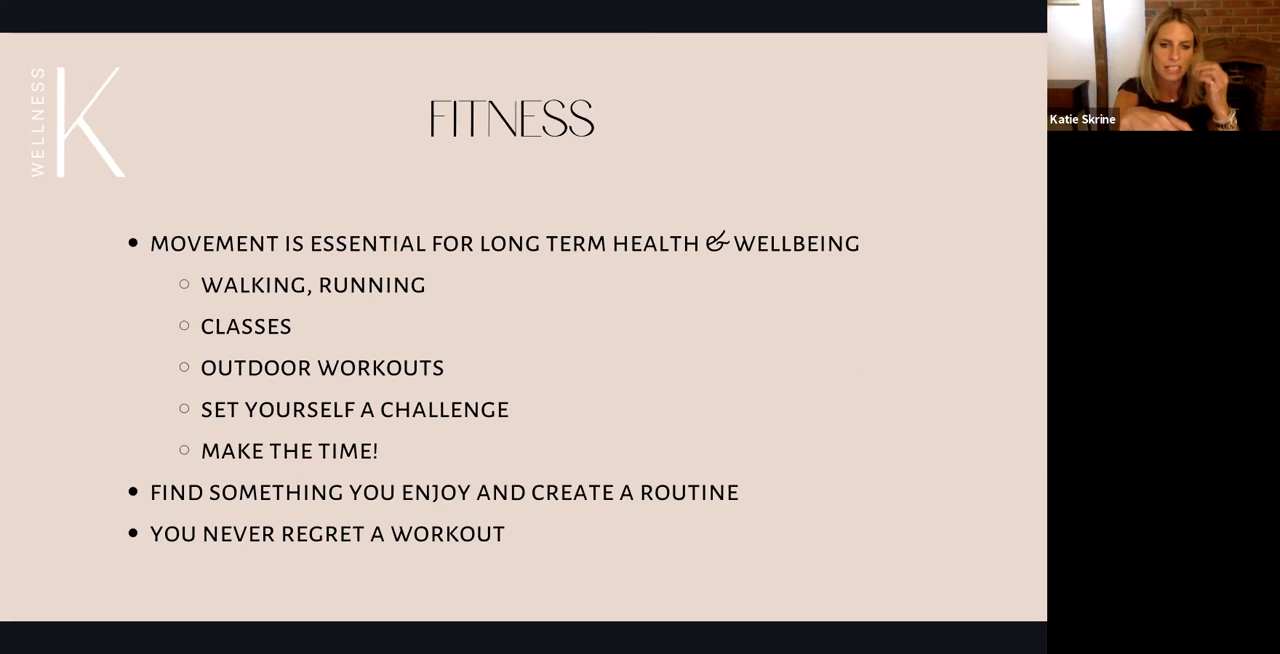 WELLNESS
K
FITNESS
MOVEMENT IS ESSENTIAL FOR LONG TERM HEALTH & WELLBEING
WALKING, RUNNING
CLASSES
OUTDOOR WORKOUTS
SET YOURSELF A CHALLENGE
MAKE THE TIME!
FIND SOMETHING YOU ENJOY AND CREATE A ROUTINE
YOU NEVER REGRET A WORKOUT
Katie Skrine